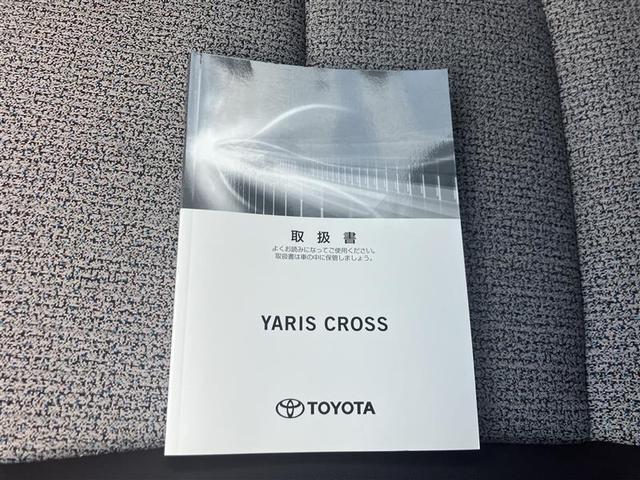 取扱書
よくお読みになってご使用ください。
取扱書は車の中に保管しましょう。
YARIS CROSS
TOYOTA